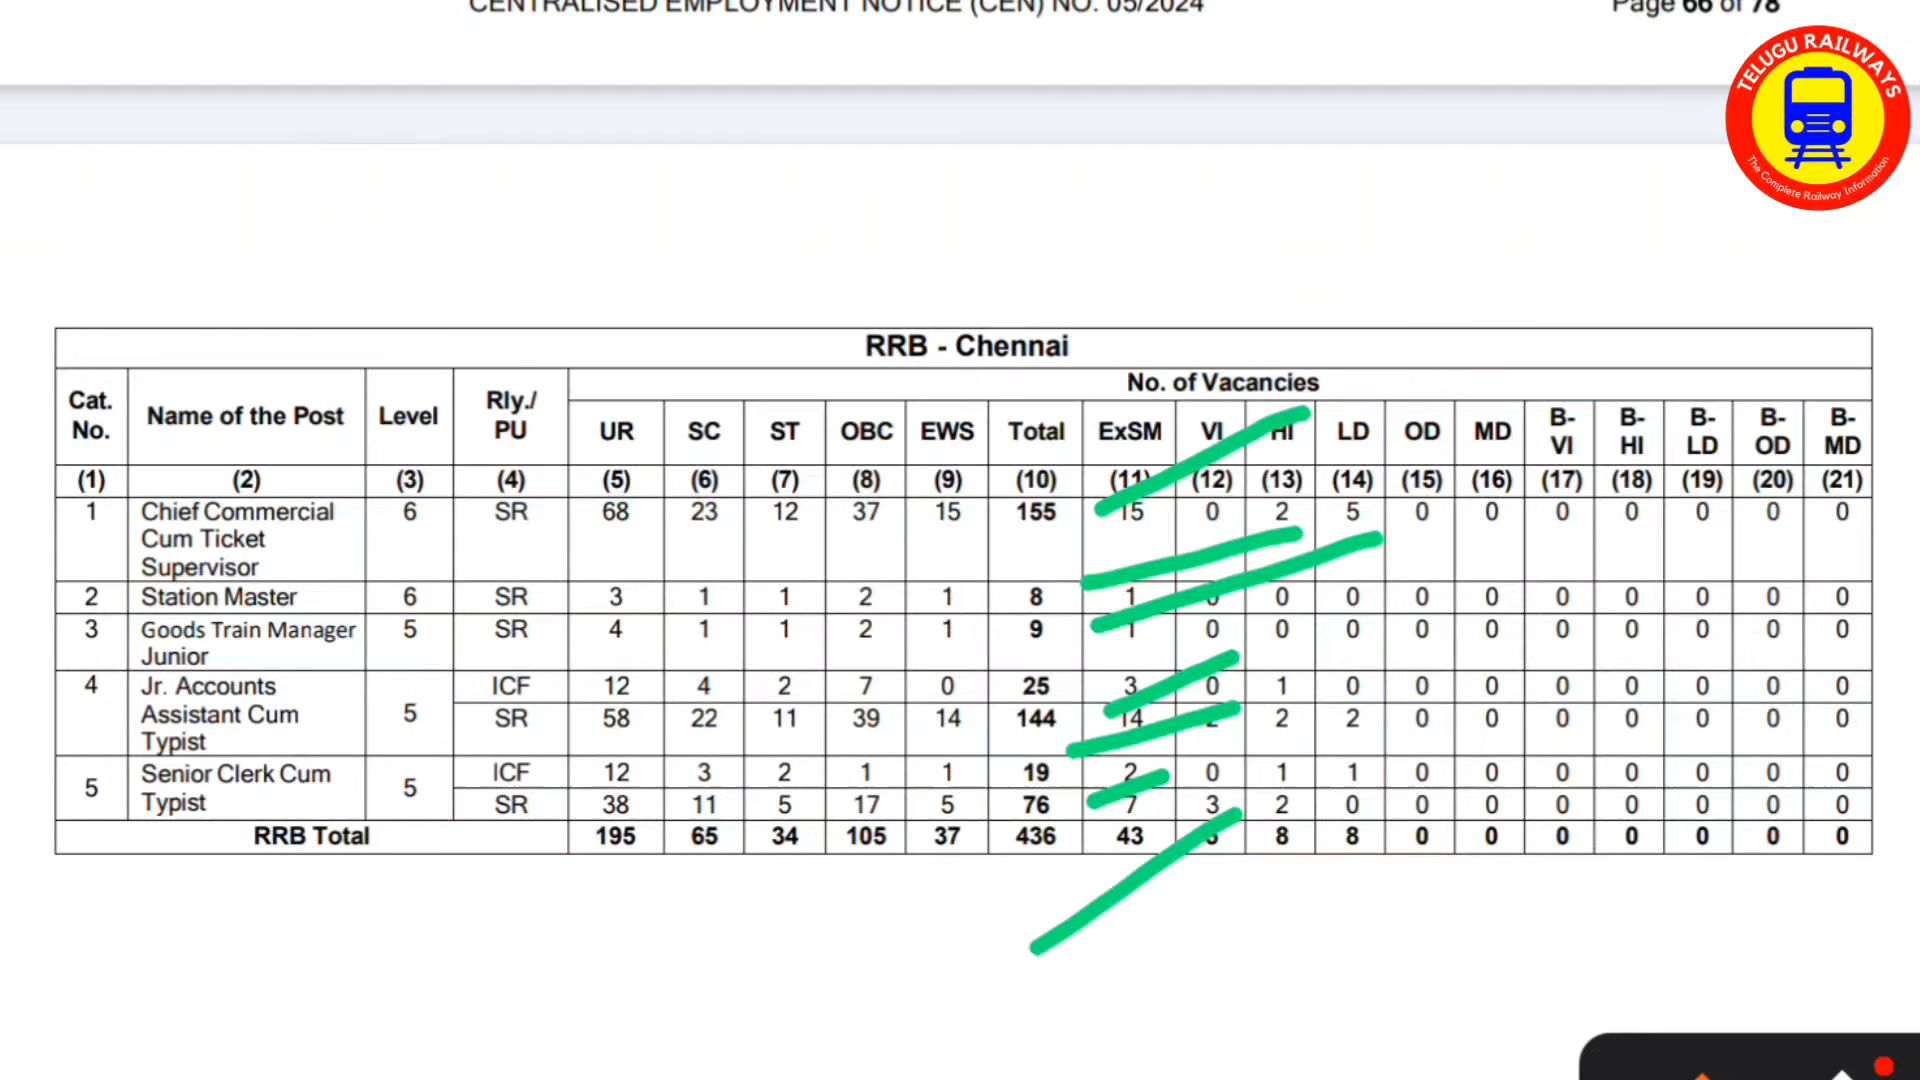 CENTRALISED EMPLOYMENT NOTICE (CEN) NO. 05/2024 Page 66 of 78
TELUGU RAILWAYS
The Complete Railway Information
RRB - Chennai
Cat. No. Name of the Post Level Rly./ PU No. of Vacancies
UR SC ST OBC EWS Total ExSM VI HI LD OD MD B-VI B-HI B-LD B-OD B-MD
(1) (2) (3) (4) (5) (6) (7) (8) (9) (10) (11) (12) (13) (14) (15) (16) (17) (18) (19) (20) (21)
1 Chief Commercial Cum Ticket Supervisor 6 SR 68 23 12 37 15 155 15 0 2 5 0 0 0 0 0 0 0
2 Station Master 6 SR 3 1 1 2 1 8 1 0 0 0 0 0 0 0 0 0 0
3 Goods Train Manager Junior 5 SR 4 1 1 2 1 9 1 0 0 0 0 0 0 0 0 0 0
4 Jr. Accounts Assistant Cum Typist 5 ICF 12 4 2 7 0 25 3 0 1 0 0 0 0 0 0 0 0
SR 58 22 11 39 14 144 14 2 2 2 0 0 0 0 0 0 0
5 Senior Clerk Cum Typist 5 ICF 12 3 2 1 1 19 2 0 1 1 0 0 0 0 0 0 0
SR 38 11 5 17 5 76 7 3 2 0 0 0 0 0 0 0 0
RRB Total 195 65 34 105 37 436 43 5 8 8 0 0 0 0 0 0 0